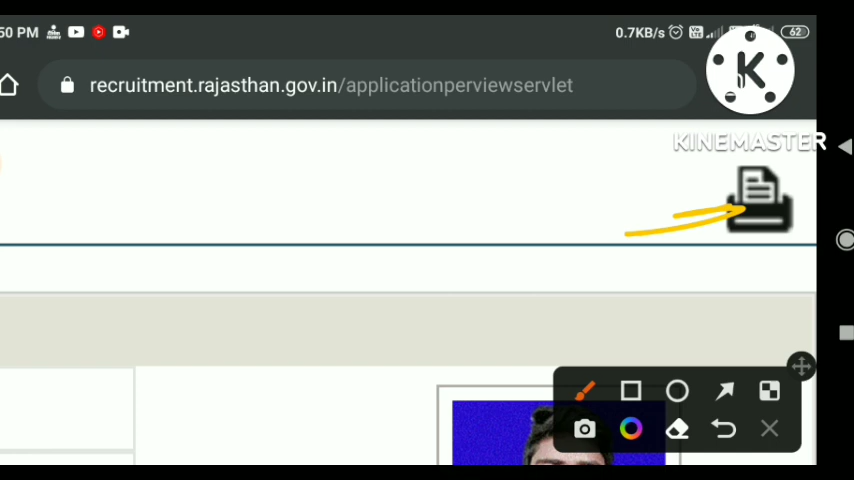 50 PM
0.7KB/s
62
recruitment.rajasthan.gov.in/applicationperviewservlet
K
KINEMASTER